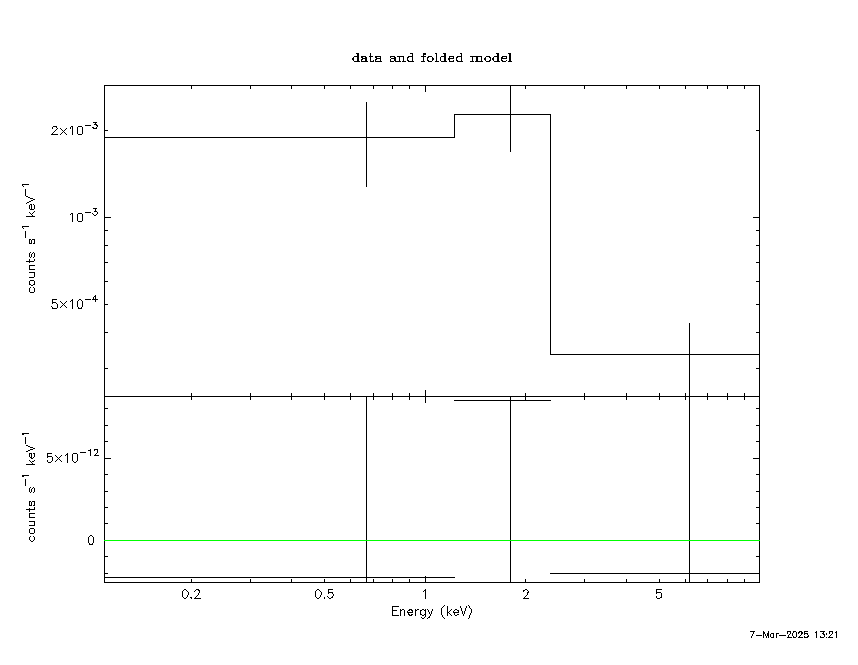 data and folded model
2×10⁻³
10⁻³
5×10⁻⁴
counts s⁻¹ keV⁻¹
5×10⁻¹²
0
counts s⁻¹ keV⁻¹
0.2 0.5 1 2 5
Energy (keV)
7-Mar-2025 13:21